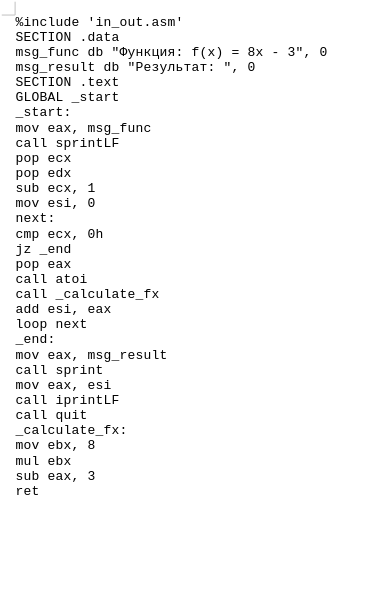 %include 'in_out.asm'
SECTION .data
msg_func db "Функция: f(x) = 8x - 3", 0
msg_result db "Результат: ", 0
SECTION .text
GLOBAL _start
_start:
mov eax, msg_func
call sprintLF
pop ecx
pop edx
sub ecx, 1
mov esi, 0
next:
cmp ecx, 0h
jz _end
pop eax
call atoi
call _calculate_fx
add esi, eax
loop next
_end:
mov eax, msg_result
call sprint
mov eax, esi
call iprintLF
call quit
_calculate_fx:
mov ebx, 8
mul ebx
sub eax, 3
ret